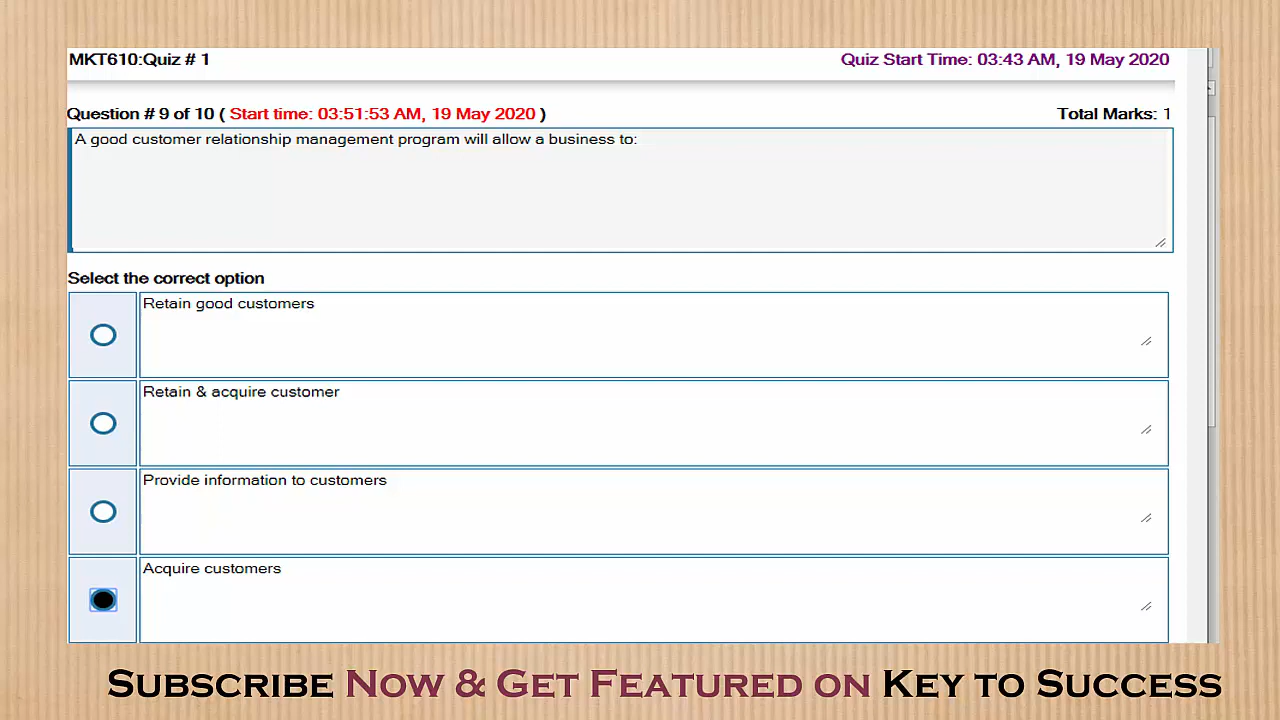 MKT610:Quiz # 1
Quiz Start Time: 03:43 AM, 19 May 2020
Question # 9 of 10 ( Start time: 03:51:53 AM, 19 May 2020 )
Total Marks: 1
A good customer relationship management program will allow a business to:
Select the correct option
Retain good customers
Retain & acquire customer
Provide information to customers
Acquire customers
SUBSCRIBE NOW & GET FEATURED ON KEY TO SUCCESS